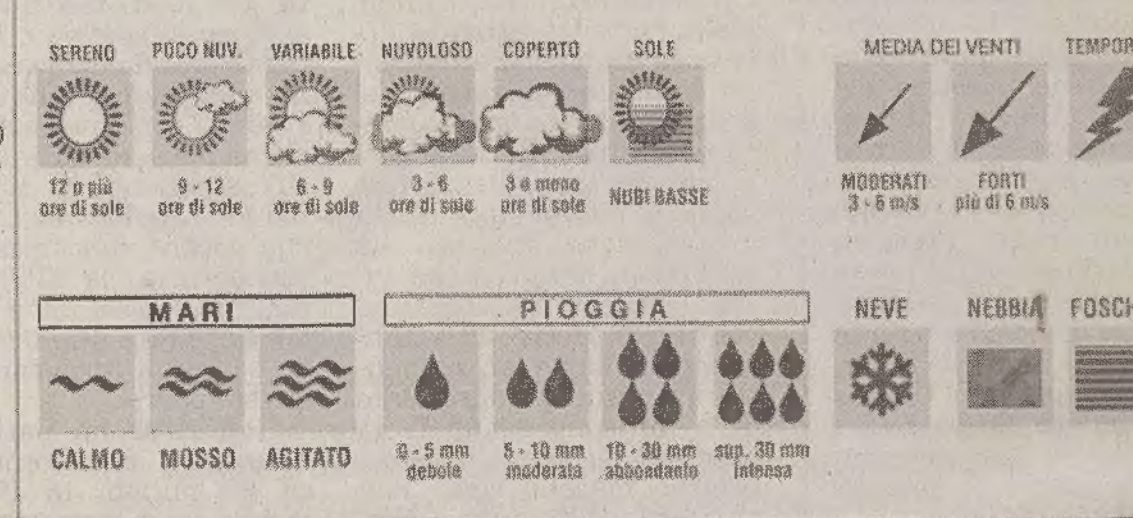 SERENO POCO NUV. VARIABILE NUVOLOSO COPERTO SOLE MEDIA DEI VENTI TEMPOR
12 o più 9 - 12 6 - 9 3 - 6 3 o meno
ore di sole ore di sole ore di sole ore di sole ore di sole NUBI BASSE
MODERATI FORTI
3 - 6 m/s più di 6 m/s
MARI PIOGGIA NEVE NEBBIA FOSCH
CALMO MOSSO AGITATO
0 - 5 mm 5 - 10 mm 10 - 30 mm sup. 30 mm
debole moderata abbondante intensa